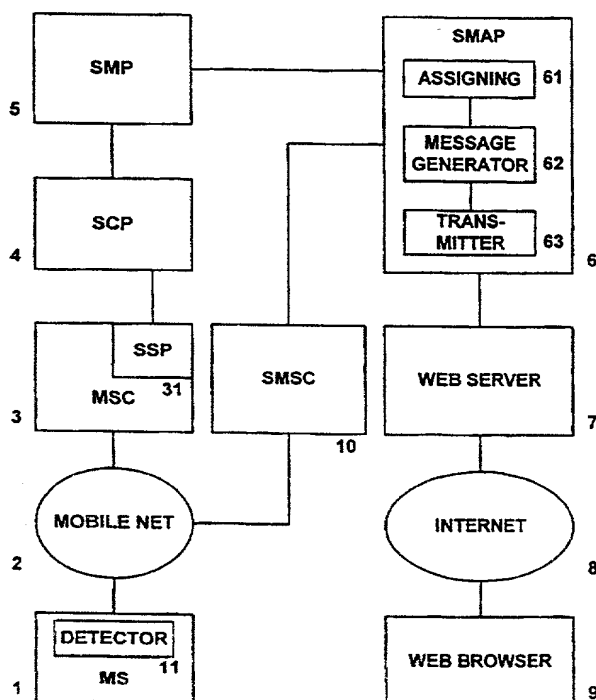 SMP
5
SMAP
ASSIGNING
61
MESSAGE
GENERATOR
62
TRANS-
MITTER
63
6
SCP
4
SSP
31
MSC
3
SMSC
10
WEB SERVER
7
MOBILE NET
2
INTERNET
8
DETECTOR
11
MS
1
WEB BROWSER
9